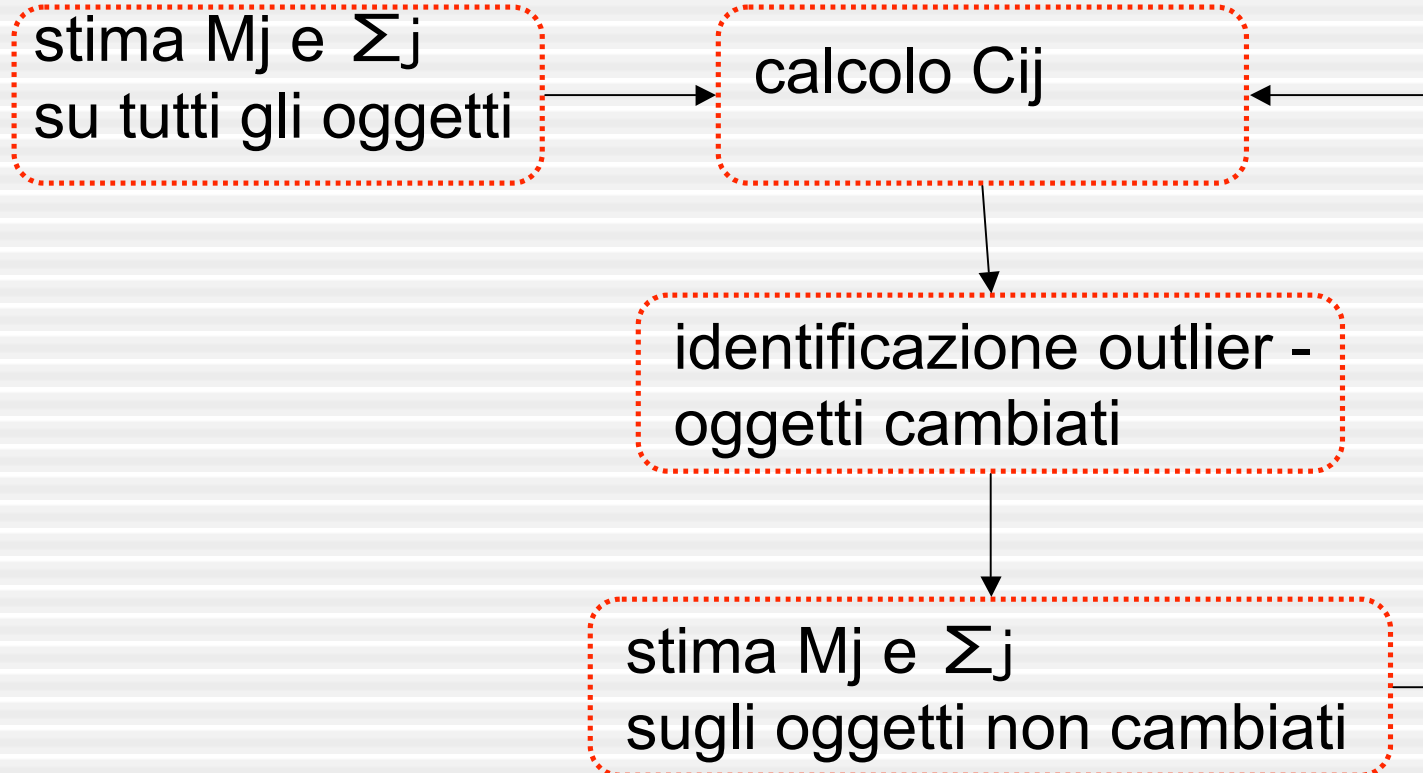 stima Mj e Σj
su tutti gli oggetti
calcolo Cij
identificazione outlier -
oggetti cambiati
stima Mj e Σj
sugli oggetti non cambiati